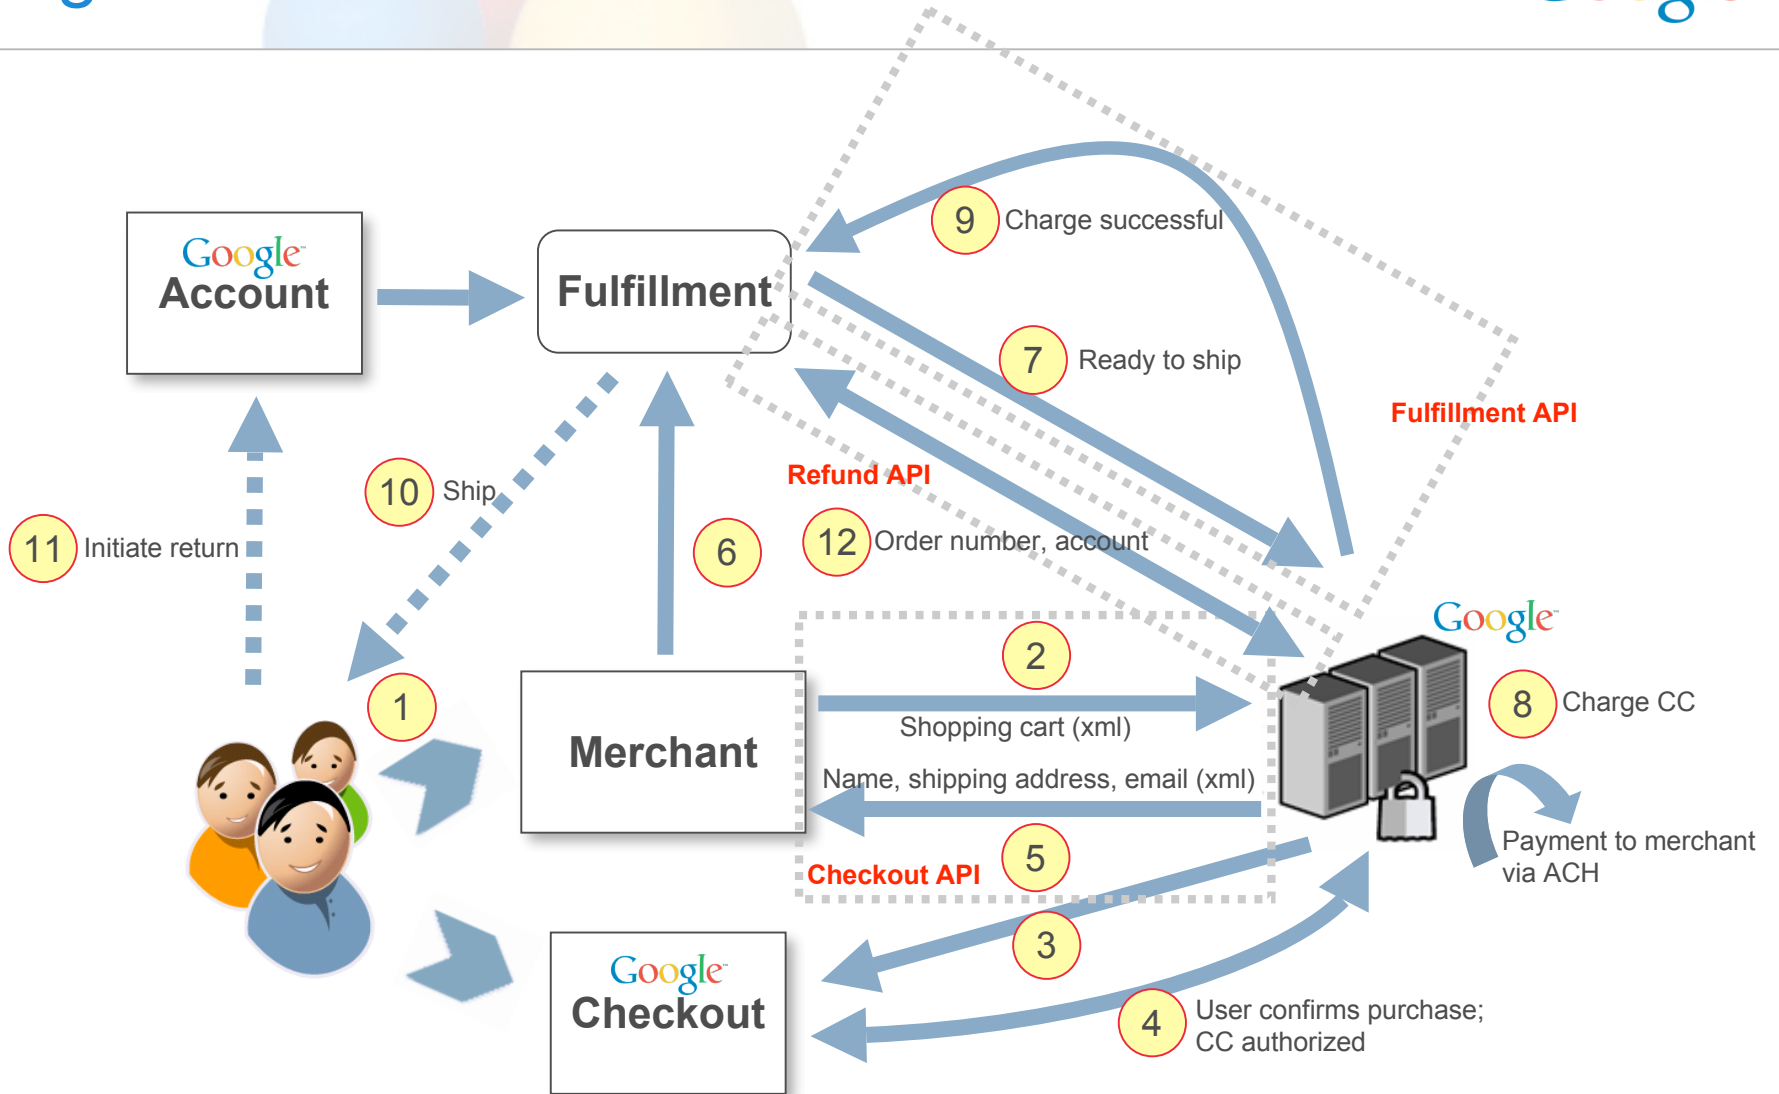 Google
9 Charge successful
Google
Account
Fulfillment
7 Ready to ship
Fulfillment API
Refund API
10 Ship
11 Initiate return
6
12 Order number, account
Google
2
1
8 Charge CC
Shopping cart (xml)
Merchant
Name, shipping address, email (xml)
Payment to merchant
via ACH
5
Checkout API
3
Google
Checkout
4 User confirms purchase;
CC authorized